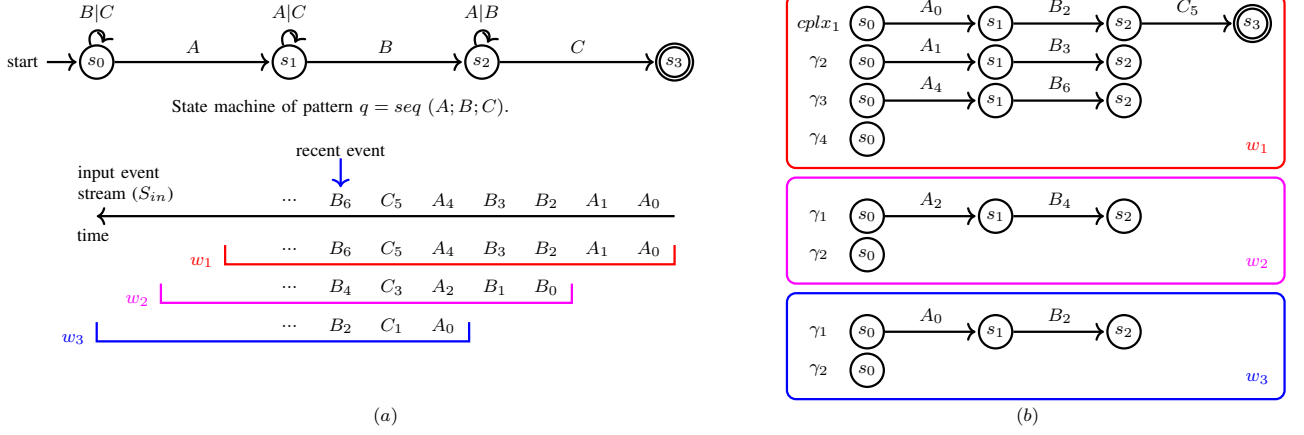 B|C A|C A|B
A B C
start s0 s1 s2 s3
State machine of pattern q = seq (A; B; C).
recent event
input event
stream (Sin)
... B6 C5 A4 B3 B2 A1 A0
time
w1 ... B6 C5 A4 B3 B2 A1 A0
w2 ... B4 C3 A2 B1 B0
w3 ... B2 C1 A0
(a)
A0 B2 C5
cplx1 s0 s1 s2 s3
A1 B3
γ2 s0 s1 s2
A4 B6
γ3 s0 s1 s2
γ4 s0 w1
A2 B4
γ1 s0 s1 s2
γ2 s0 w2
A0 B2
γ1 s0 s1 s2
γ2 s0 w3
(b)